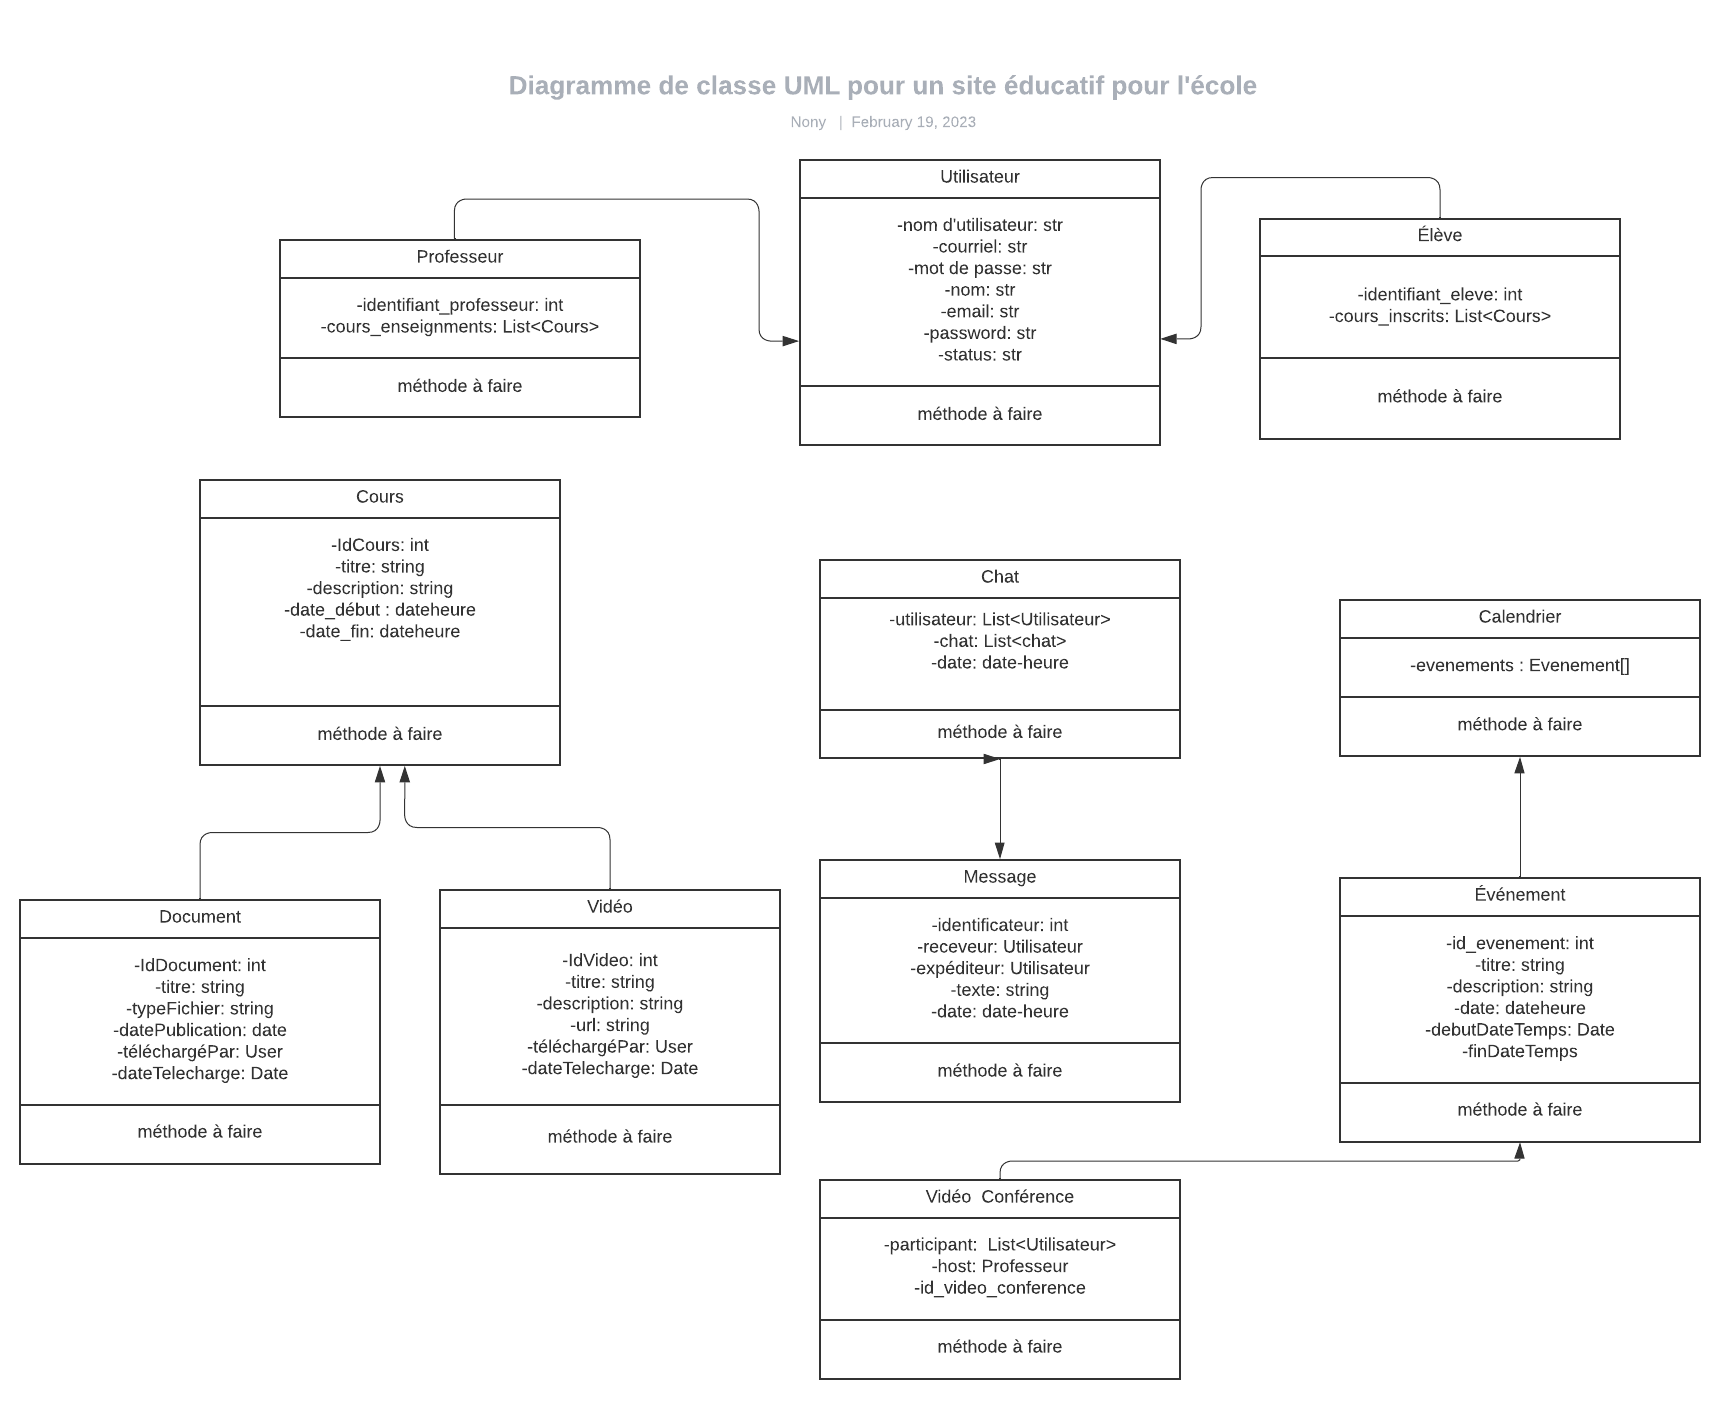 Diagramme de classe UML pour un site éducatif pour l'école
Nony | February 19, 2023
Utilisateur
-nom d'utilisateur: str
-courriel: str
-mot de passe: str
-nom: str
-email: str
-password: str
-status: str
méthode à faire
Professeur
-identifiant_professeur: int
-cours_enseignments: List<Cours>
méthode à faire
Élève
-identifiant_eleve: int
-cours_inscrits: List<Cours>
méthode à faire
Cours
-IdCours: int
-titre: string
-description: string
-date_début : dateheure
-date_fin: dateheure
méthode à faire
Chat
-utilisateur: List<Utilisateur>
-chat: List<chat>
-date: date-heure
méthode à faire
Calendrier
-evenements : Evenement[]
méthode à faire
Document
-IdDocument: int
-titre: string
-typeFichier: string
-datePublication: date
-téléchargéPar: User
-dateTelecharge: Date
méthode à faire
Vidéo
-IdVideo: int
-titre: string
-description: string
-url: string
-téléchargéPar: User
-dateTelecharge: Date
méthode à faire
Message
-identificateur: int
-receveur: Utilisateur
-expéditeur: Utilisateur
-texte: string
-date: date-heure
méthode à faire
Événement
-id_evenement: int
-titre: string
-description: string
-date: dateheure
-debutDateTemps: Date
-finDateTemps
méthode à faire
Vidéo  Conférence
-participant:  List<Utilisateur>
-host: Professeur
-id_video_conference
méthode à faire